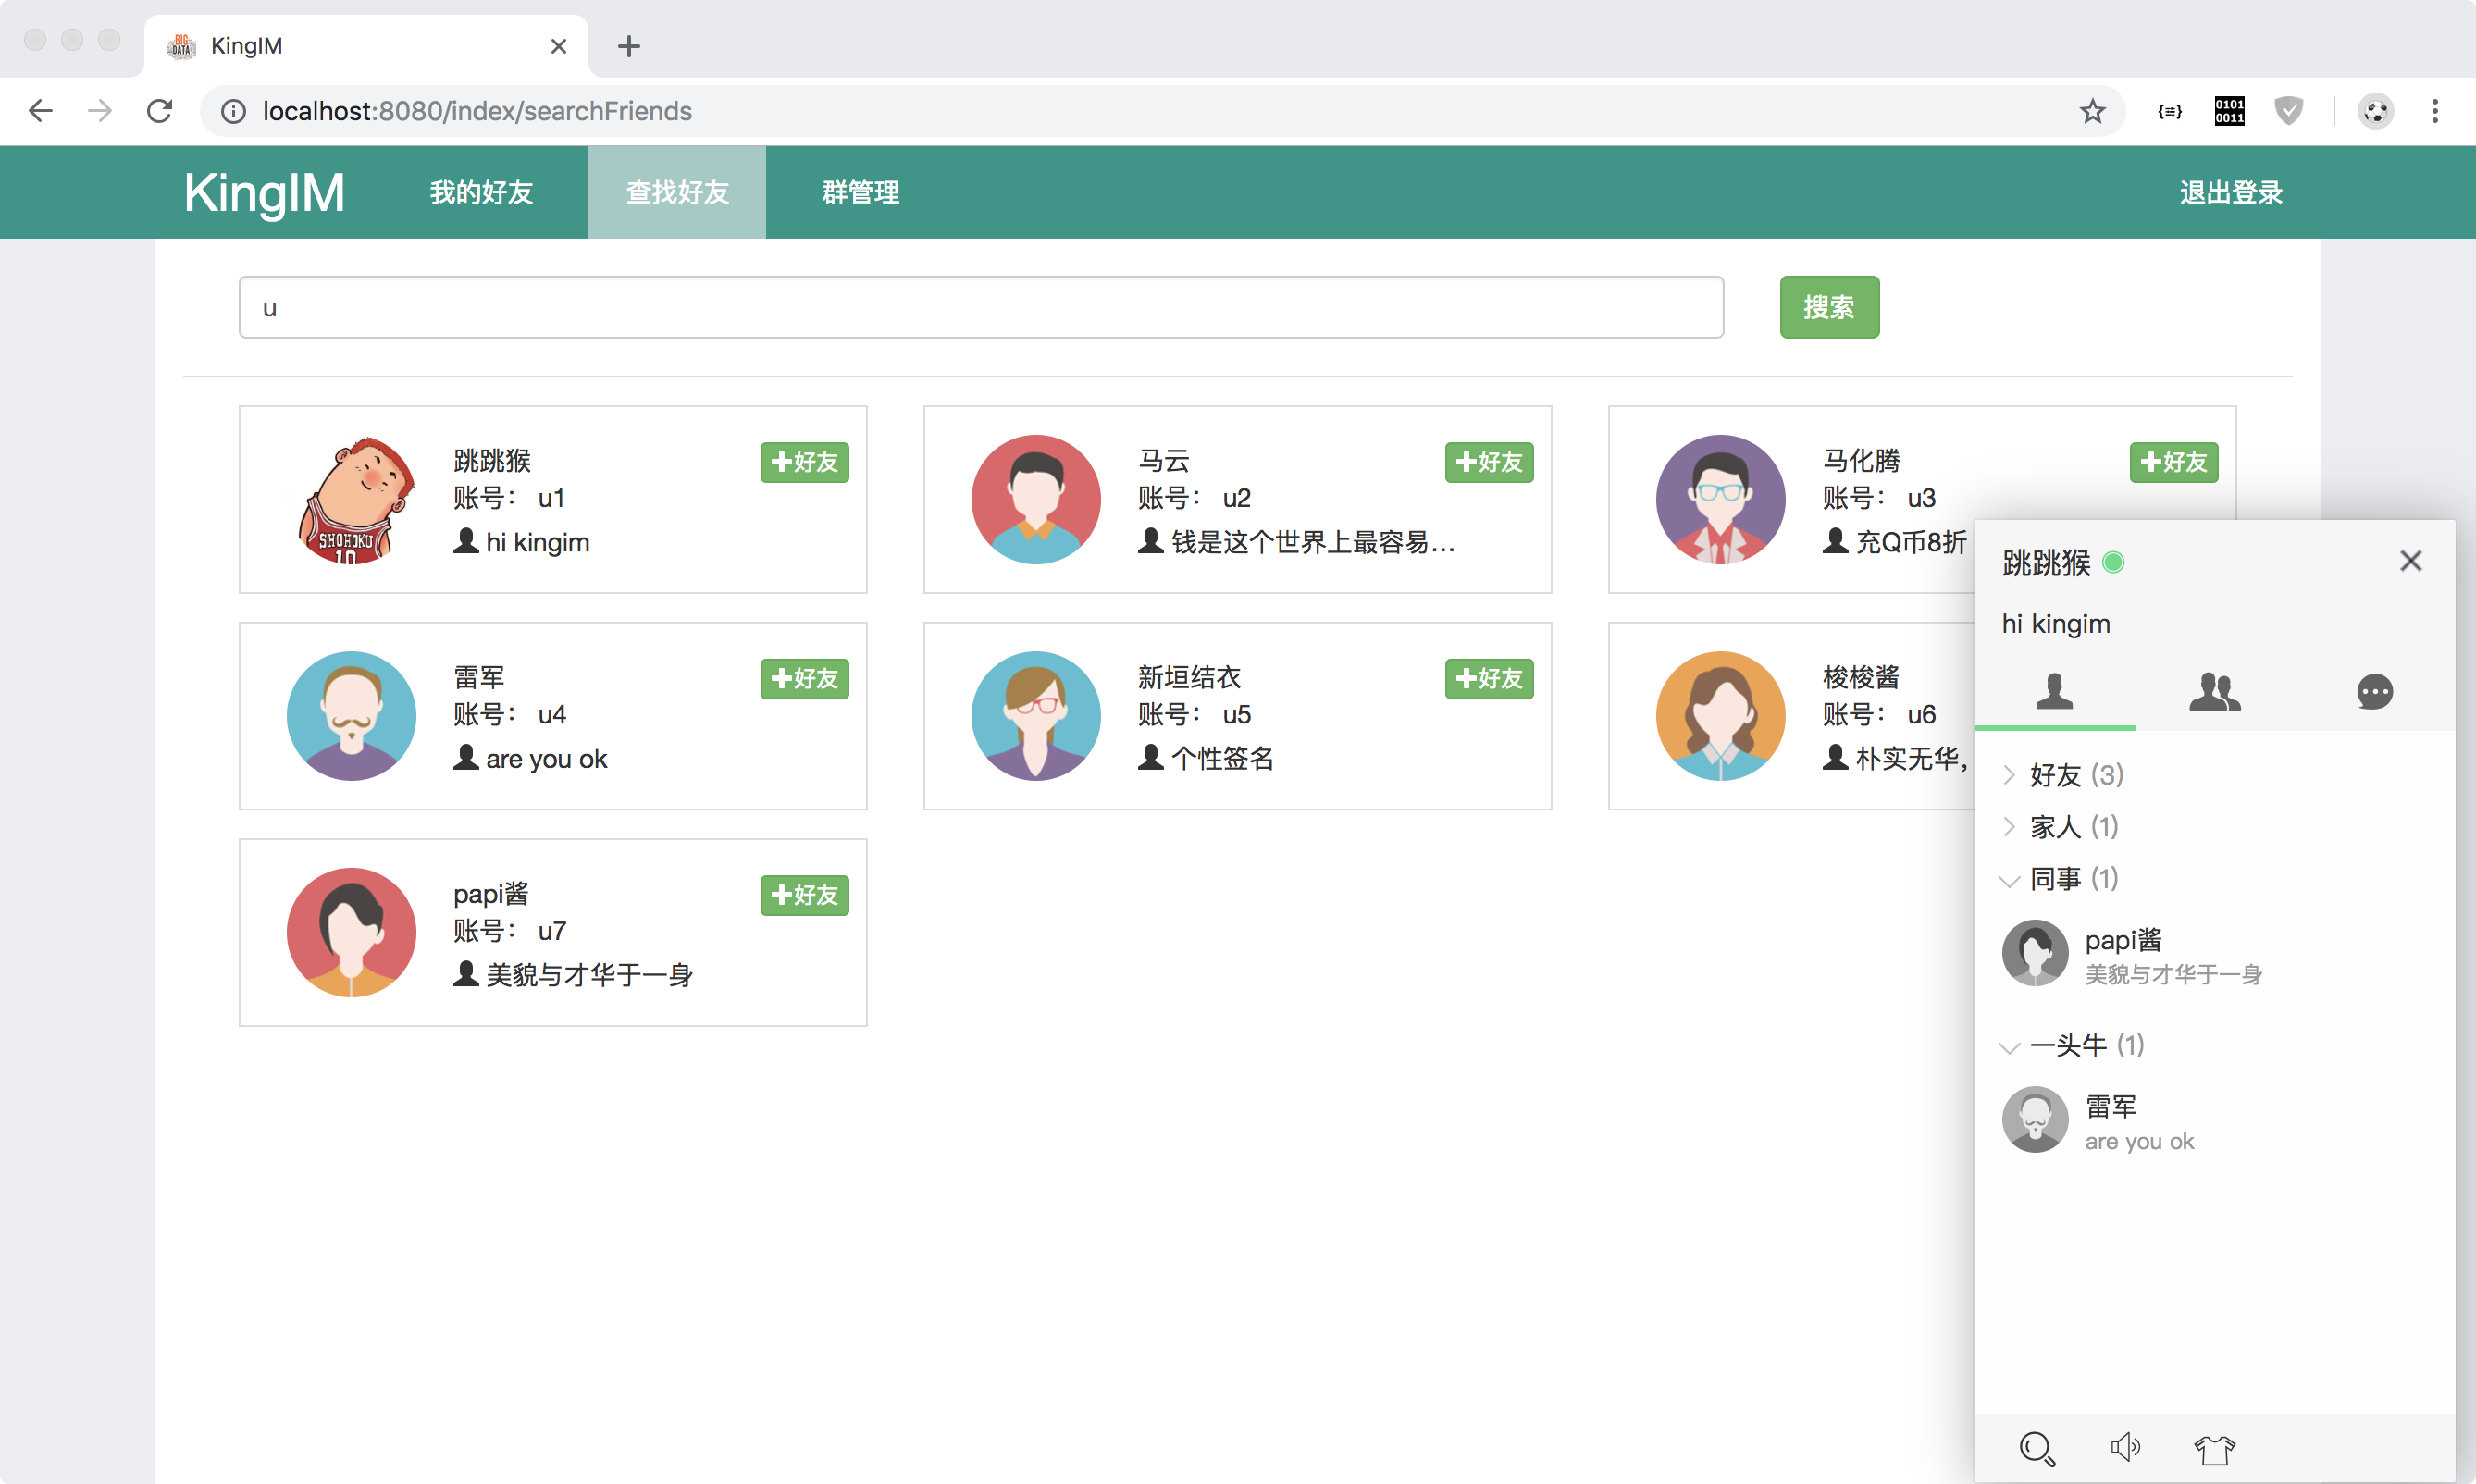 KingIM
localhost:8080/index/searchFriends
0101
0011
KingIM 我的好友 查找好友 群管理 退出登录
u 搜索
跳跳猴 +好友
账号： u1
hi kingim
SHOHOKU
10
马云 +好友
账号： u2
钱是这个世界上最容易...
马化腾 +好友
账号： u3
充Q币8折
雷军 +好友
账号： u4
are you ok
新垣结衣 +好友
账号： u5
个性签名
梭梭酱
账号： u6
朴实无华，
papi酱 +好友
账号： u7
美貌与才华于一身
跳跳猴
hi kingim
好友 (3)
家人 (1)
同事 (1)
papi酱
美貌与才华于一身
一头牛 (1)
雷军
are you ok
BIG
DATA